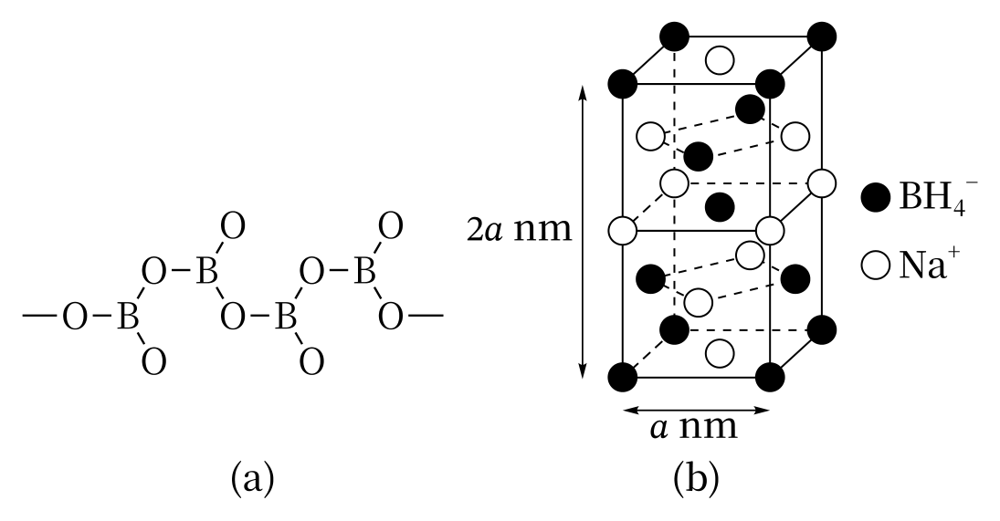 O O
O B O B
O B O B O
O O
(a)
2a nm
a nm
(b)
BH₄⁻
Na⁺